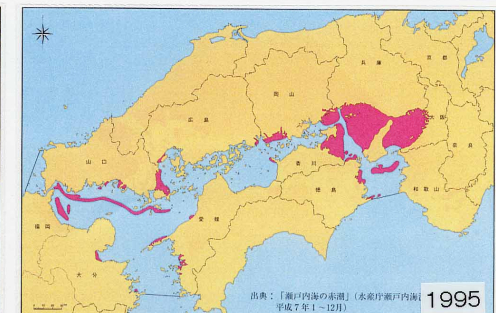 兵庫
京都
岡山
広島
大阪
奈良
山口
香川
徳島
和歌山
愛媛
福岡
大分
出典：「瀬戸内海の赤潮」（水産庁瀬戸内海
平成7年1～12月）
1995